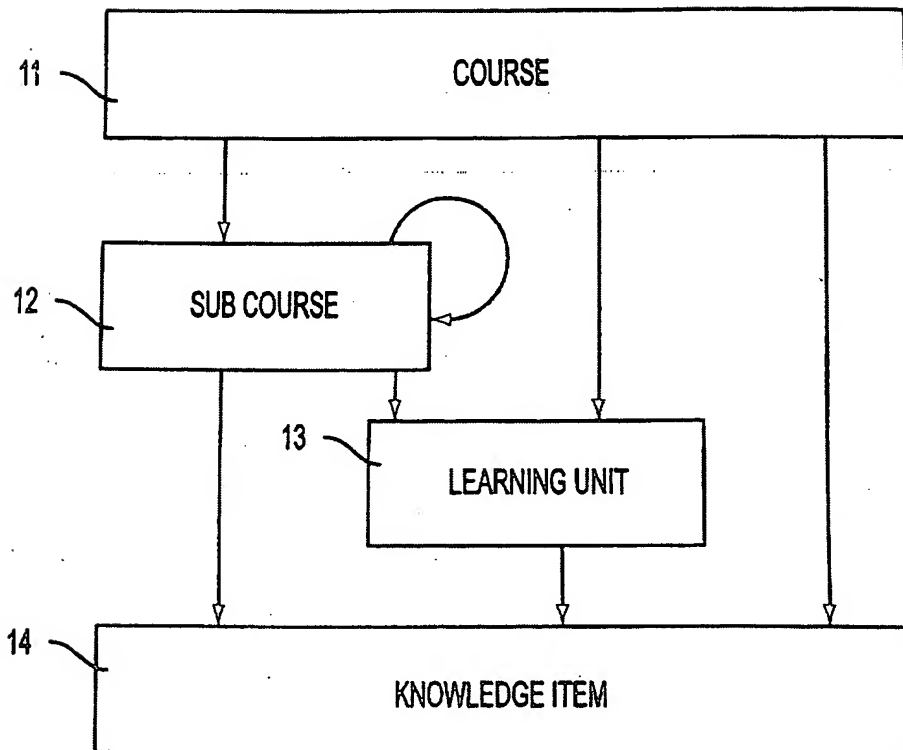 11
COURSE
12
SUB COURSE
13
LEARNING UNIT
14
KNOWLEDGE ITEM